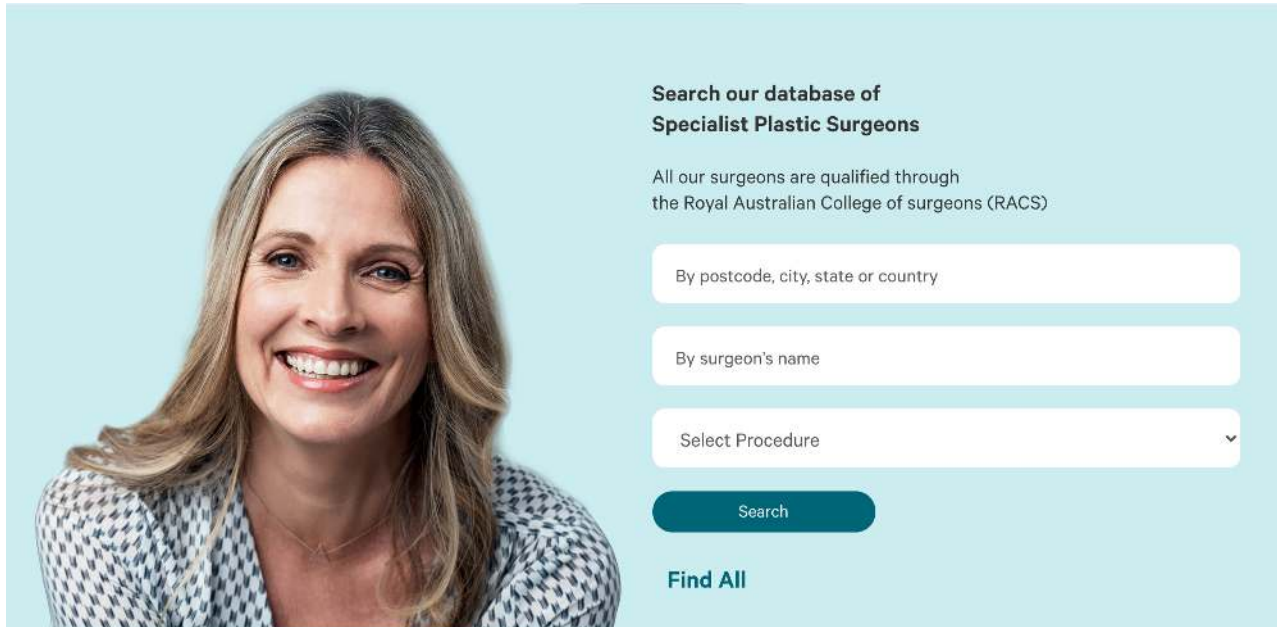 Search our database of
Specialist Plastic Surgeons
All our surgeons are qualified through
the Royal Australian College of surgeons (RACS)
By postcode, city, state or country
By surgeon's name
Select Procedure
Search
Find All